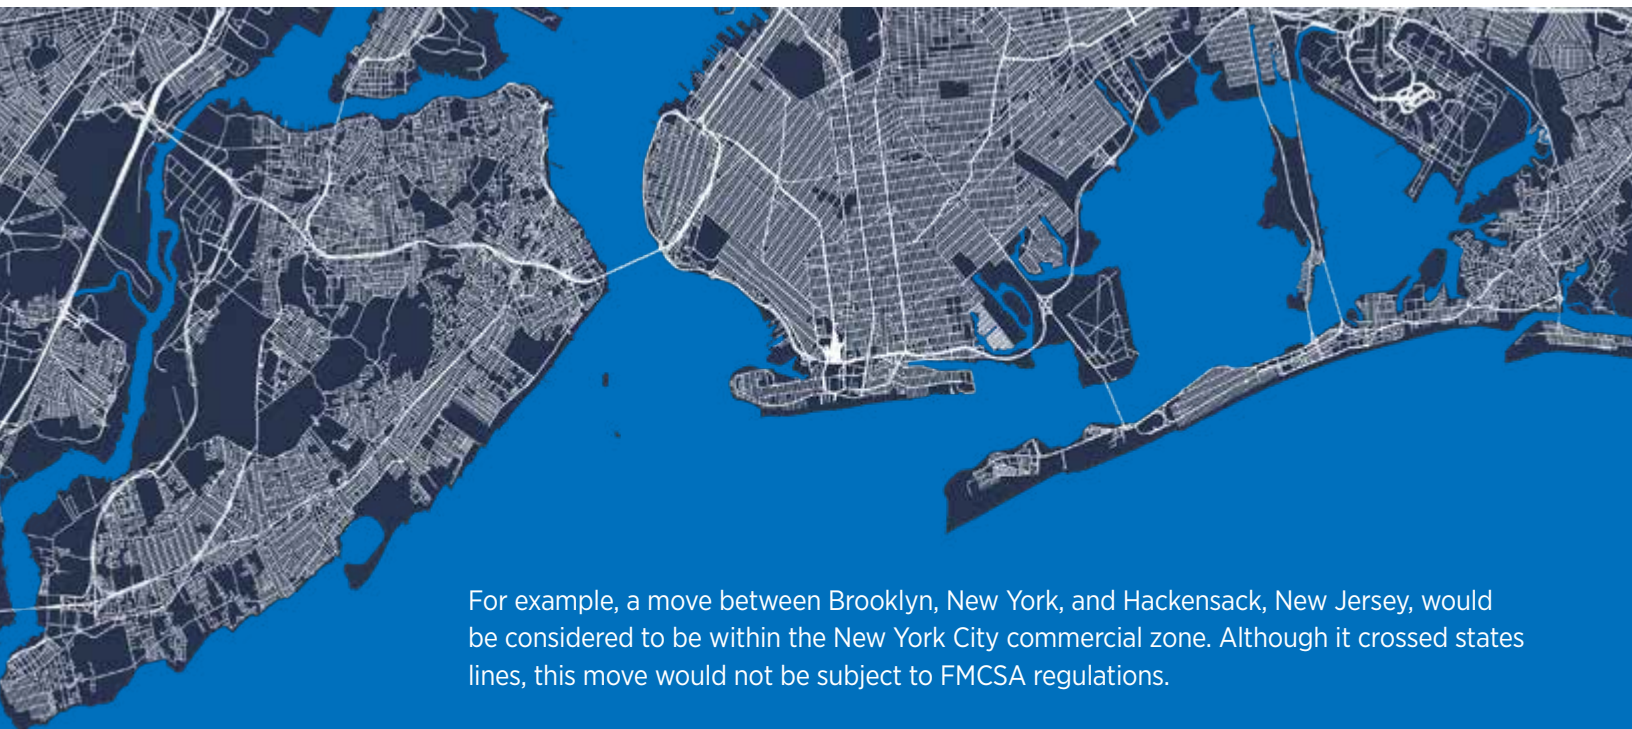 For example, a move between Brooklyn, New York, and Hackensack, New Jersey, would
be considered to be within the New York City commercial zone. Although it crossed states
lines, this move would not be subject to FMCSA regulations.